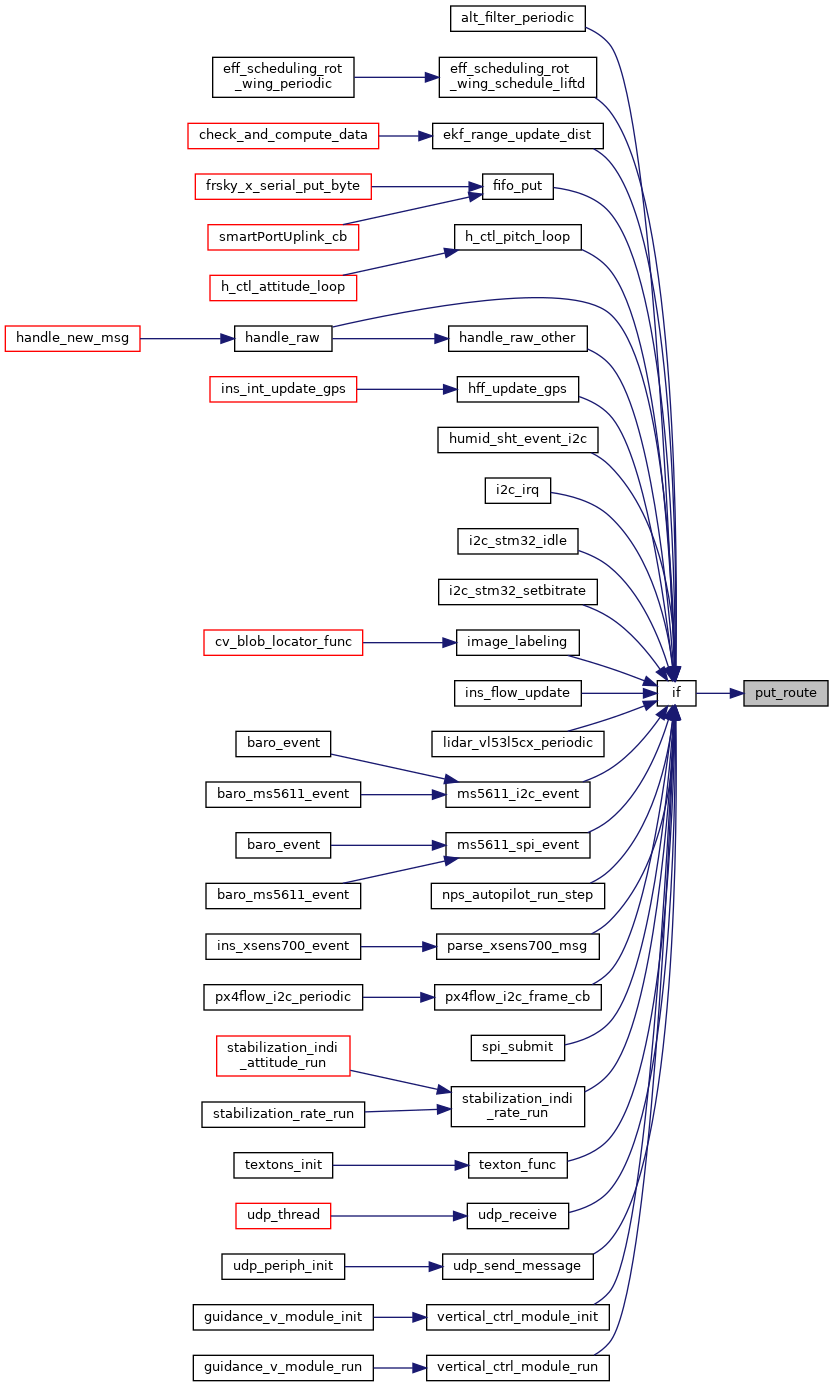 alt_filter_periodic
eff_scheduling_rot
_wing_periodic
eff_scheduling_rot
_wing_schedule_liftd
check_and_compute_data
ekf_range_update_dist
frsky_x_serial_put_byte
fifo_put
smartPortUplink_cb
h_ctl_pitch_loop
h_ctl_attitude_loop
handle_new_msg
handle_raw
handle_raw_other
ins_int_update_gps
hff_update_gps
humid_sht_event_i2c
i2c_irq
i2c_stm32_idle
i2c_stm32_setbitrate
cv_blob_locator_func
image_labeling
ins_flow_update
if
put_route
baro_event
lidar_vl53l5cx_periodic
baro_ms5611_event
ms5611_i2c_event
baro_event
ms5611_spi_event
baro_ms5611_event
nps_autopilot_run_step
ins_xsens700_event
parse_xsens700_msg
px4flow_i2c_periodic
px4flow_i2c_frame_cb
spi_submit
stabilization_indi
_attitude_run
stabilization_rate_run
stabilization_indi
_rate_run
textons_init
texton_func
udp_thread
udp_receive
udp_periph_init
udp_send_message
guidance_v_module_init
vertical_ctrl_module_init
guidance_v_module_run
vertical_ctrl_module_run